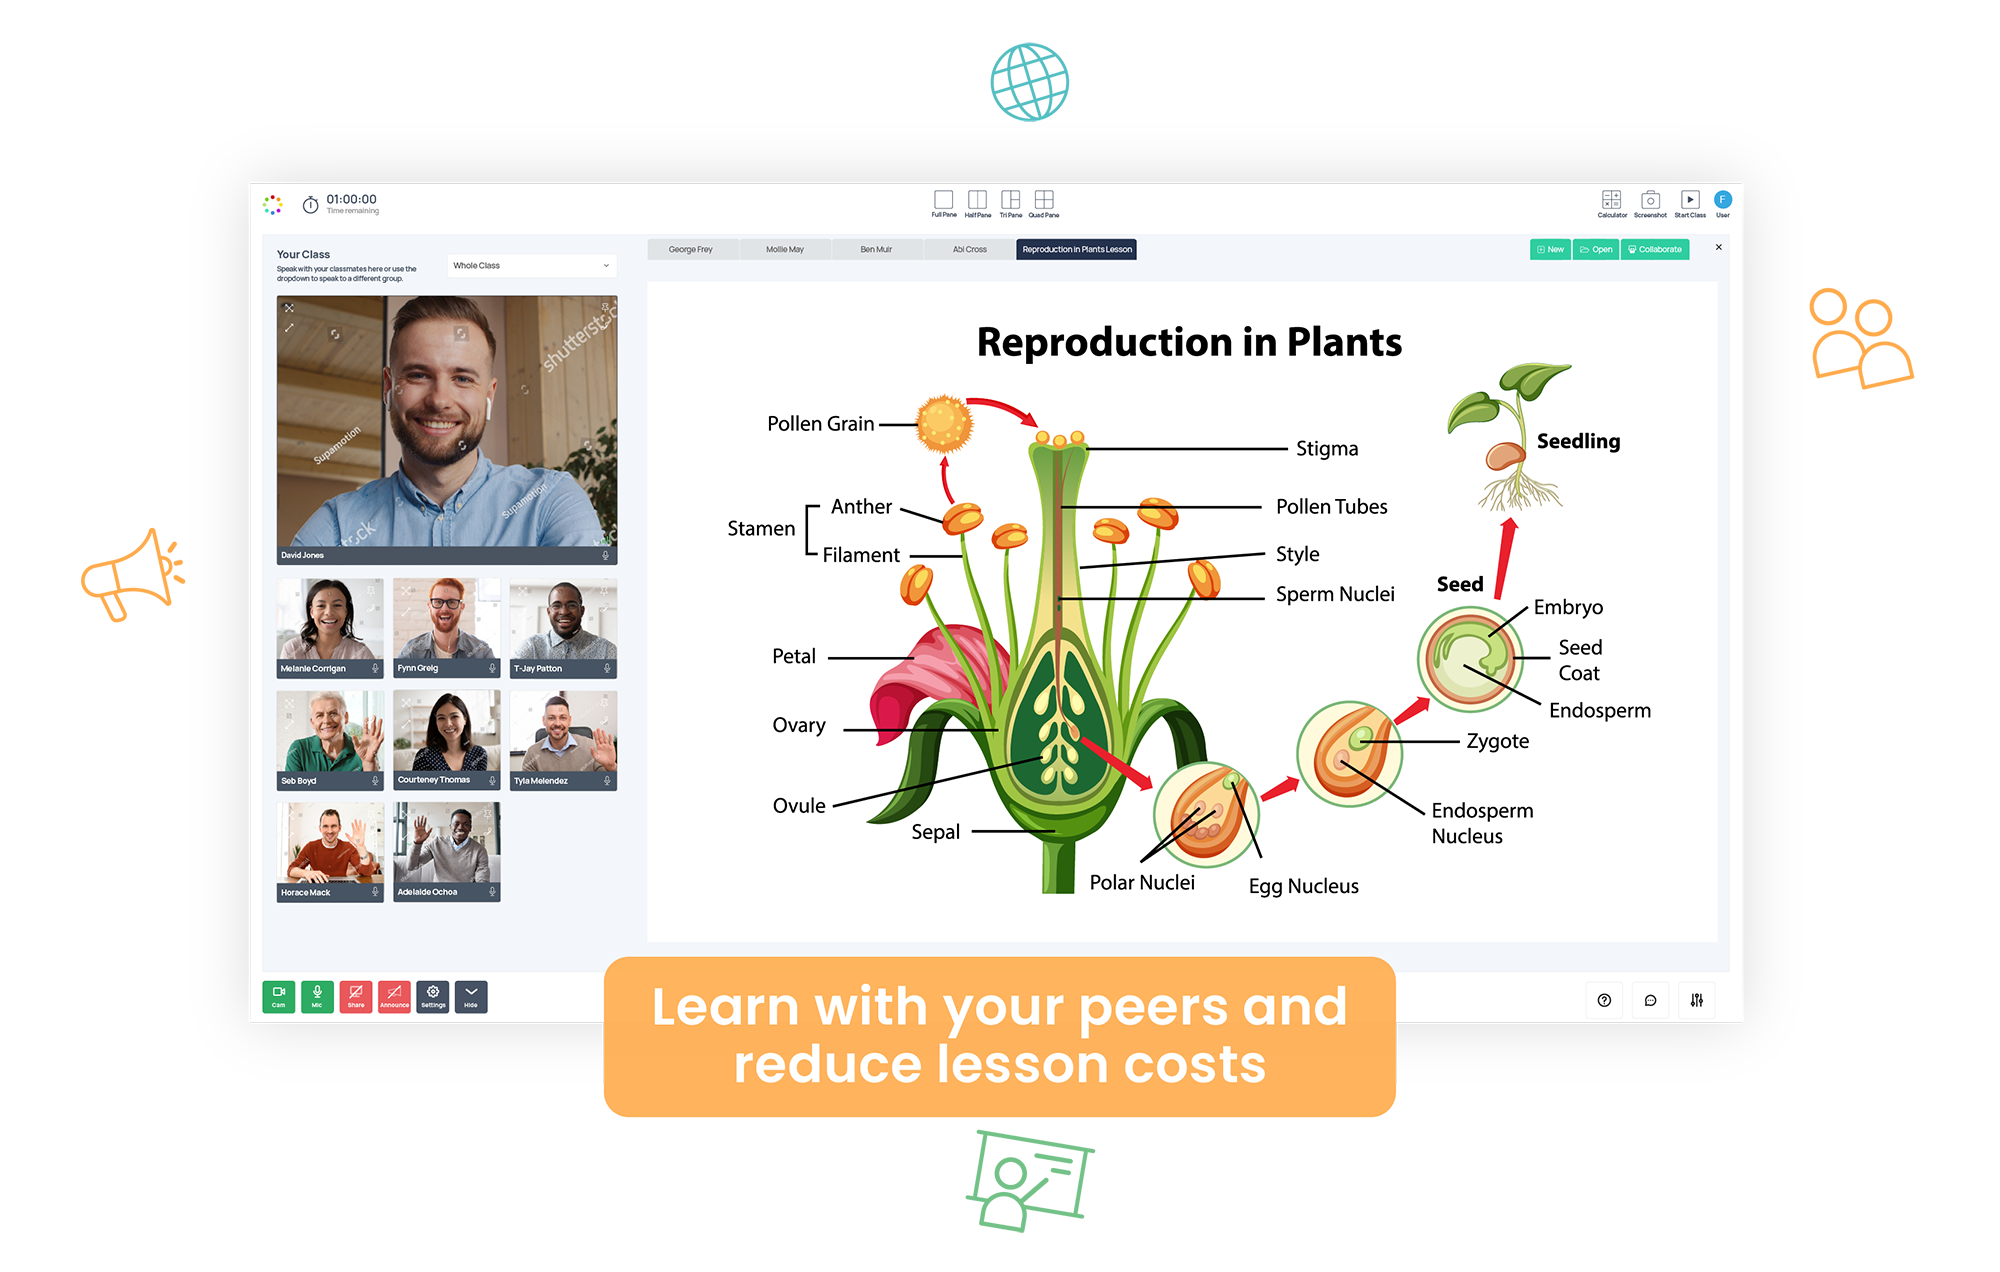 01:00:00
Time remaining
Full Pane
Half Pane
Tri Pane
Quad Pane
Calculator
Screenshot
Start Class
F
User
Your Class
Speak with your classmates here or use the
dropdown to speak to a different group.
Whole Class
George Frey
Mollie May
Ben Muir
Abi Cross
Reproduction in Plants Lesson
New
Open
Collaborate
shutterstock
Supamotion
Supamotion
David Jones
Melanie Corrigan
Fynn Greig
T-Jay Patton
Seb Boyd
Courteney Thomas
Tyla Melendez
Horace Mack
Adelaide Ochoa
Reproduction in Plants
Pollen Grain
Stigma
Seedling
Anther
Stamen
Filament
Pollen Tubes
Style
Sperm Nuclei
Seed
Embryo
Seed
Coat
Endosperm
Petal
Ovary
Ovule
Sepal
Zygote
Endosperm
Nucleus
Polar Nuclei
Egg Nucleus
Cam
Mic
Share
Announce
Settings
Hide
Learn with your peers and
reduce lesson costs